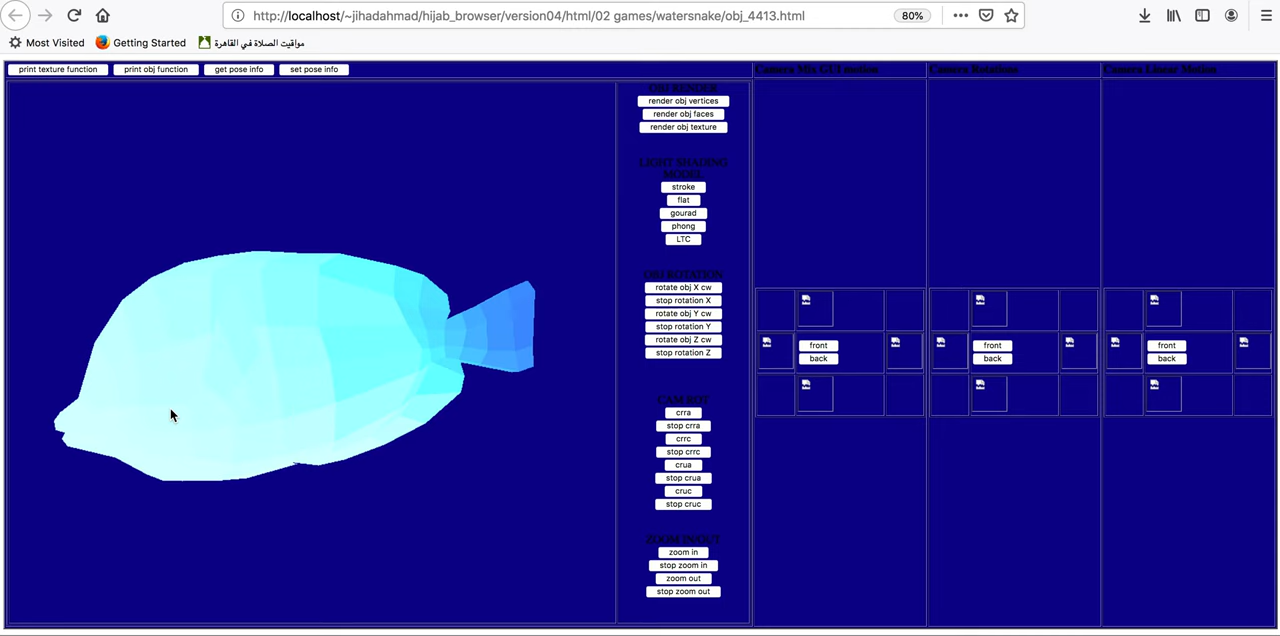 http://localhost/~jihadahmad/hijab_browser/version04/html/02 games/watersnake/obj_4413.html
80%
Most Visited
Getting Started
مواقيت الصلاة في القاهرة
print texture function
print obj function
get pose info
set pose info
OBJ RENDER
render obj vertices
render obj faces
render obj texture
LIGHT SHADING
MODEL
stroke
flat
gourad
phong
LTC
OBJ ROTATION
rotate obj X cw
stop rotation X
rotate obj Y cw
stop rotation Y
rotate obj Z cw
stop rotation Z
CAM ROT
crra
stop crra
crrc
stop crrc
crua
stop crua
cruc
stop cruc
ZOOM IN/OUT
zoom in
stop zoom in
zoom out
stop zoom out
Camera Mix GUI motion
front
back
Camera Rotations
front
back
Camera Linear Motion
front
back